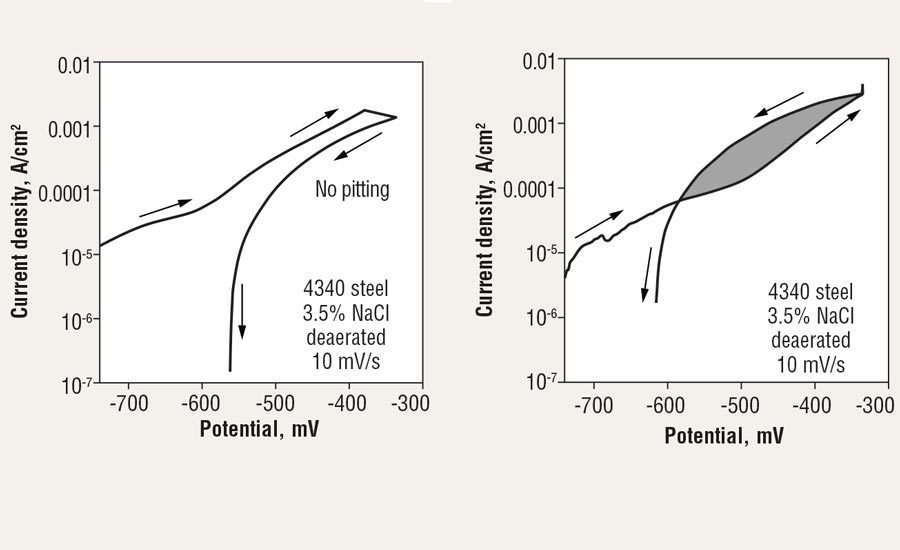 0.01
0.001
0.0001
10-5
10-6
10-7
Current density, A/cm²
-700 -600 -500 -400 -300
Potential, mV
No pitting
4340 steel
3.5% NaCl
deaerated
10 mV/s
0.01
0.001
0.0001
10-5
10-6
10-7
Current density, A/cm²
-700 -600 -500 -400 -300
Potential, mV
4340 steel
3.5% NaCl
deaerated
10 mV/s